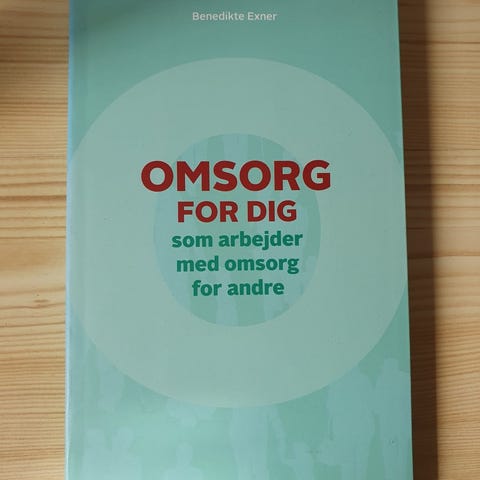 Benedikte Exner
OMSORG
FOR DIG
som arbejder
med omsorg
for andre